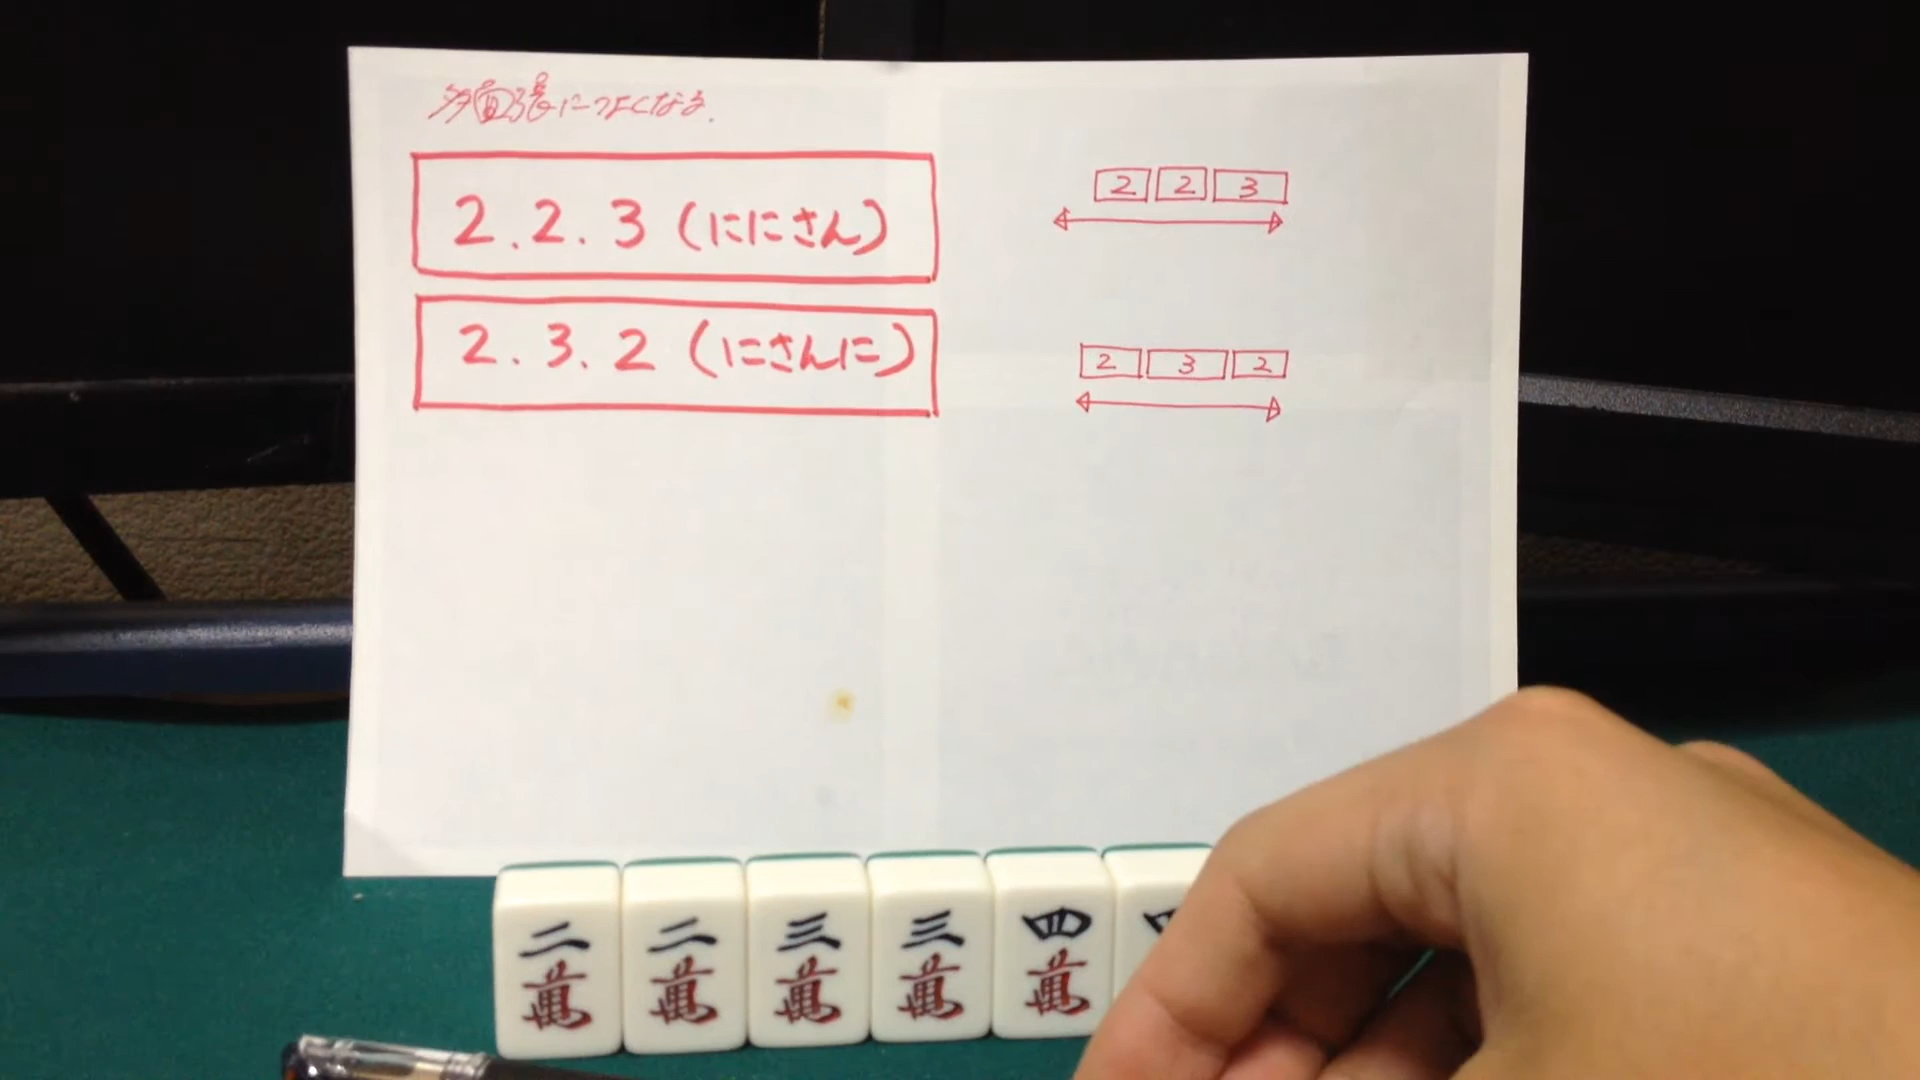 多面張につよくなる.
2.2.3 (ににさん)
2 2 3
2.3.2 (にさんに)
2 3 2
二萬 二萬 三萬 三萬 四萬